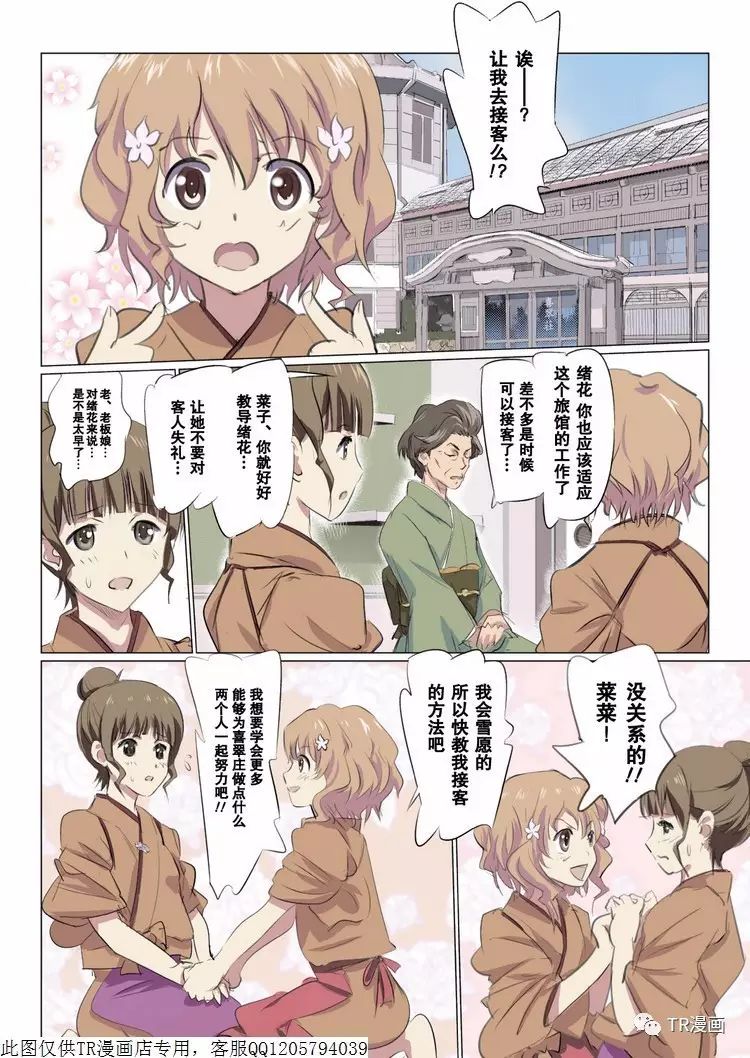 诶——？
让我去接客么！？
绪花 你也应该适应
这个旅馆的工作了
差不多是时候
可以接客了…
菜子、你就好好
教导绪花…
让她不要对
客人失礼…
老、老板娘…
对绪花来说…
是不是太早了…
没关系的！！
菜菜！
我会雪愿的
所以快教我接客
的方法吧
我想要学会更多
能够为喜翠庄做点什么
两个人一起努力吧！！
TR漫画
此图仅供TR漫画店专用，客服QQ1205794039